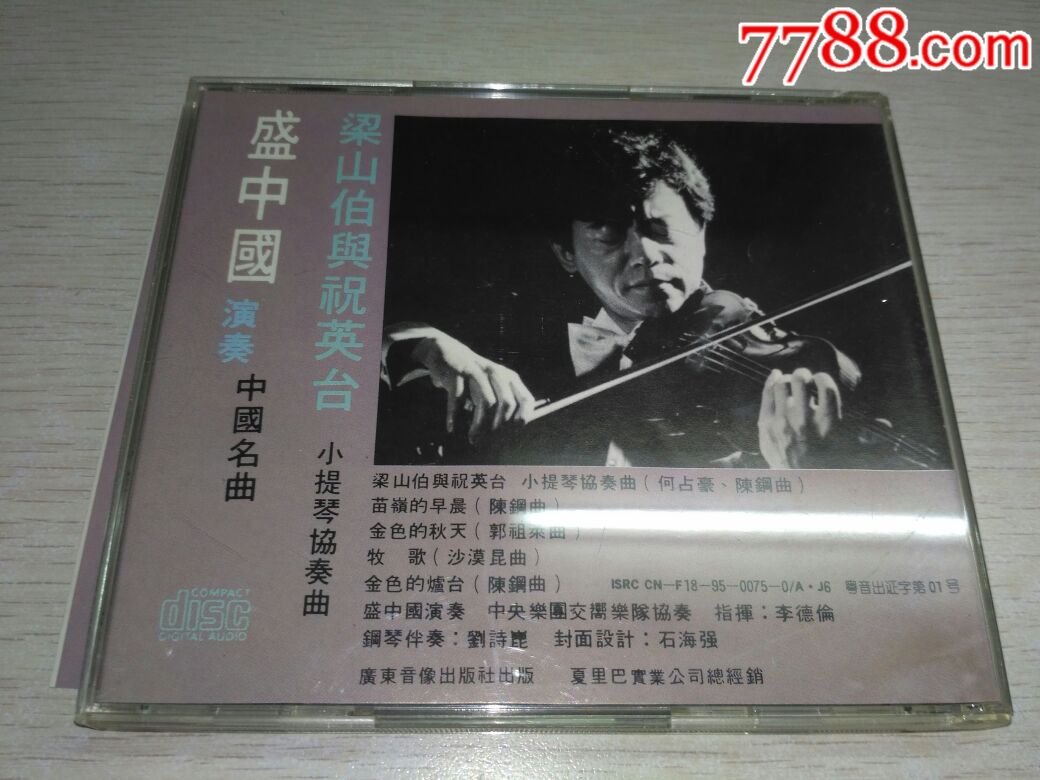 7788.com
盛中國 演奏 中國名曲
梁山伯與祝英台 小提琴協奏曲
梁山伯與祝英台 小提琴協奏曲(何占豪、陳鋼曲)
苗嶺的早晨(陳鋼曲)
金色的秋天(郭祖榮曲)
牧 歌(沙漠昆曲)
金色的爐台(陳鋼曲) ISRC CN-F18-95-0075-0/A·J6 粵音出证字第01号
盛中國演奏 中央樂團交嚮樂隊協奏 指揮:李德倫
鋼琴伴奏:劉詩崑 封面設計:石海强
廣東音像出版社出版 夏里巴實業公司總經銷
COMPACT
disc
DIGITAL AUDIO